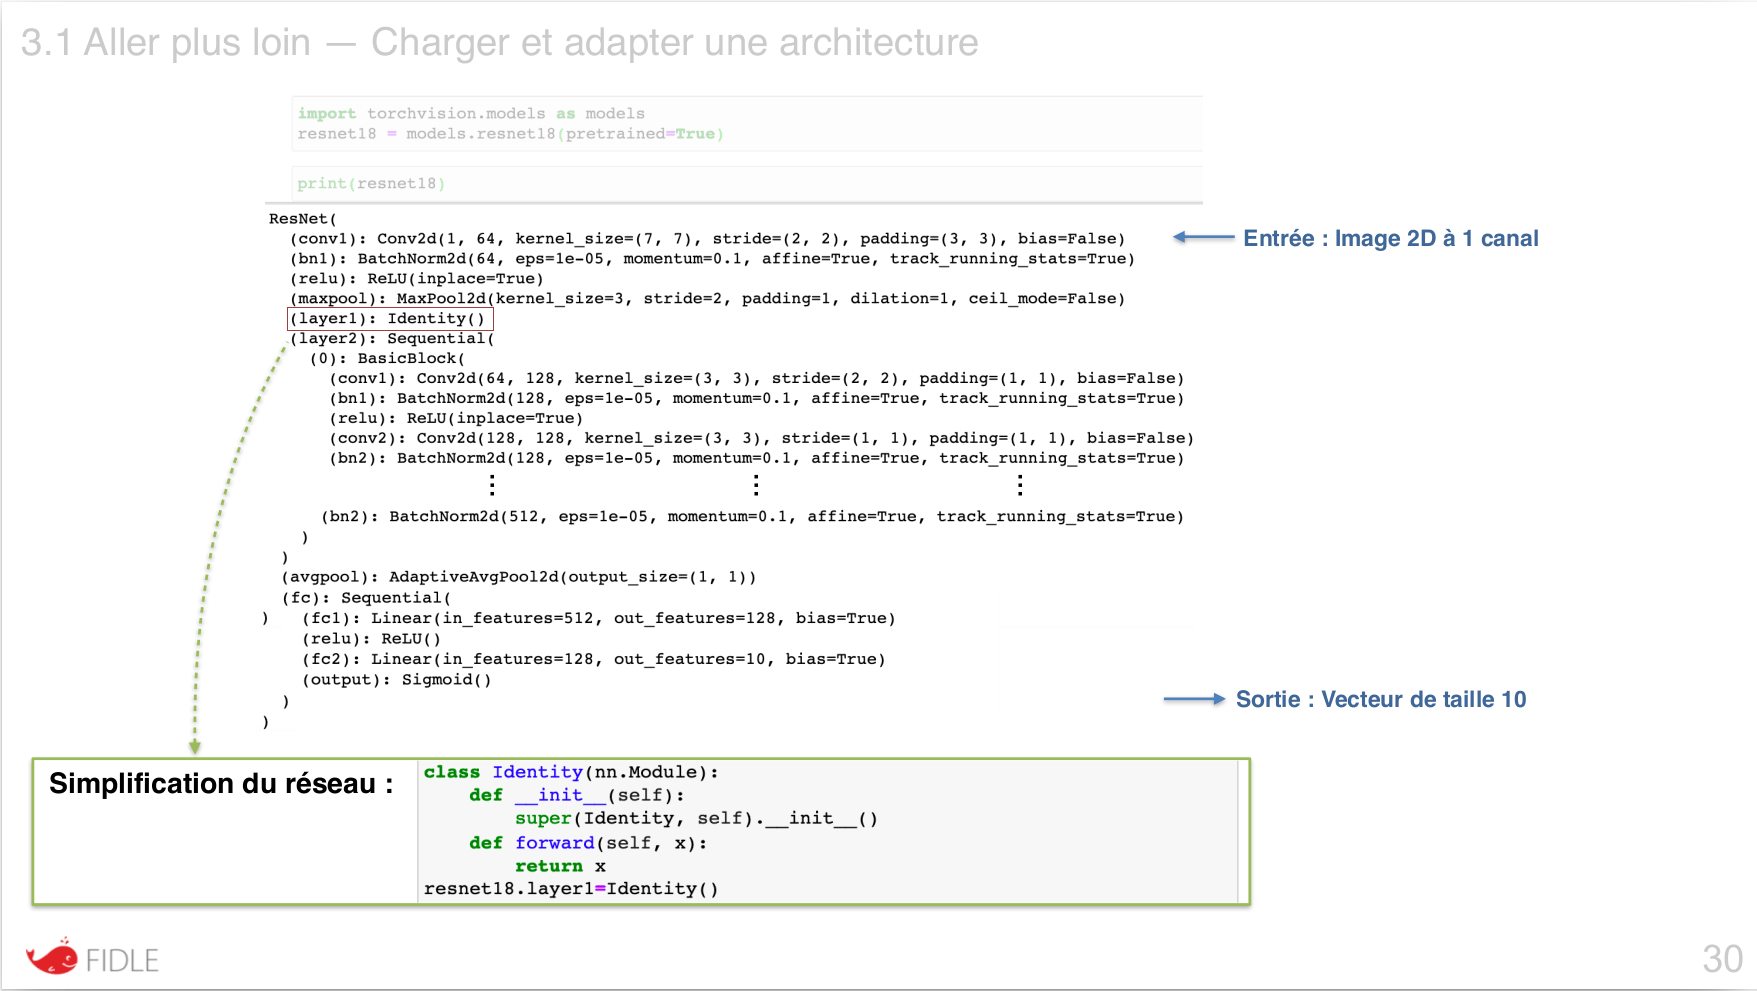 3.1 Aller plus loin — Charger et adapter une architecture
import torchvision.models as models
resnet18 = models.resnet18(pretrained=True)
print(resnet18)
ResNet(
(conv1): Conv2d(1, 64, kernel_size=(7, 7), stride=(2, 2), padding=(3, 3), bias=False)
Entrée : Image 2D à 1 canal
(bn1): BatchNorm2d(64, eps=1e-05, momentum=0.1, affine=True, track_running_stats=True)
(relu): ReLU(inplace=True)
(maxpool): MaxPool2d(kernel_size=3, stride=2, padding=1, dilation=1, ceil_mode=False)
(layer1): Identity()
(layer2): Sequential(
(0): BasicBlock(
(conv1): Conv2d(64, 128, kernel_size=(3, 3), stride=(2, 2), padding=(1, 1), bias=False)
(bn1): BatchNorm2d(128, eps=1e-05, momentum=0.1, affine=True, track_running_stats=True)
(relu): ReLU(inplace=True)
(conv2): Conv2d(128, 128, kernel_size=(3, 3), stride=(1, 1), padding=(1, 1), bias=False)
(bn2): BatchNorm2d(128, eps=1e-05, momentum=0.1, affine=True, track_running_stats=True)
⋮ ⋮ ⋮
(bn2): BatchNorm2d(512, eps=1e-05, momentum=0.1, affine=True, track_running_stats=True)
)
)
(avgpool): AdaptiveAvgPool2d(output_size=(1, 1))
(fc): Sequential(
) (fc1): Linear(in_features=512, out_features=128, bias=True)
(relu): ReLU()
(fc2): Linear(in_features=128, out_features=10, bias=True)
(output): Sigmoid()
)
Sortie : Vecteur de taille 10
)
Simplification du réseau :
class Identity(nn.Module):
def __init__(self):
super(Identity, self).__init__()
def forward(self, x):
return x
resnet18.layer1=Identity()
FIDLE
30